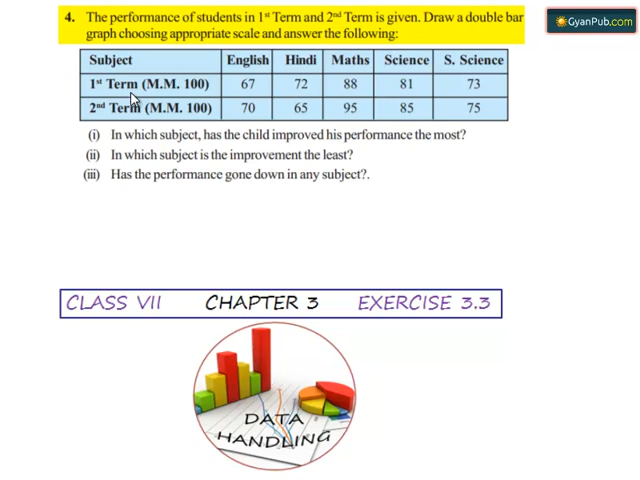 4. The performance of students in 1st Term and 2nd Term is given. Draw a double bar
graph choosing appropriate scale and answer the following:
GyanPub.com
Subject English Hindi Maths Science S. Science
1st Term (M.M. 100) 67 72 88 81 73
2nd Term (M.M. 100) 70 65 95 85 75
(i) In which subject, has the child improved his performance the most?
(ii) In which subject is the improvement the least?
(iii) Has the performance gone down in any subject?.
CLASS VII CHAPTER 3 EXERCISE 3.3
DATA
HANDLING